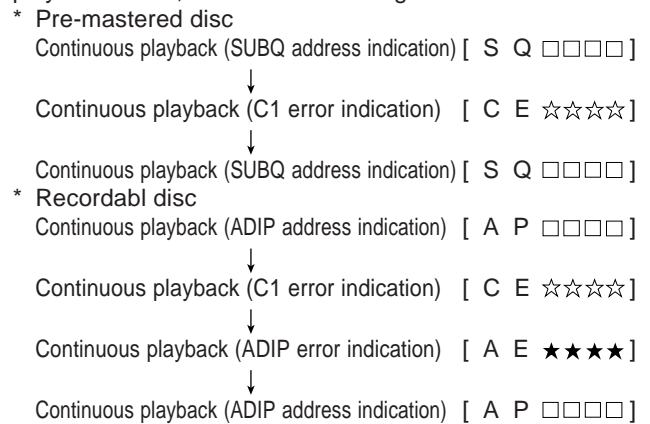 * Pre-mastered disc
Continuous playback (SUBQ address indication) [ S Q □□□□ ]
↓
Continuous playback (C1 error indication) [ C E ☆☆☆☆ ]
↓
Continuous playback (SUBQ address indication) [ S Q □□□□ ]
* Recordabl disc
Continuous playback (ADIP address indication) [ A P □□□□ ]
↓
Continuous playback (C1 error indication) [ C E ☆☆☆☆ ]
↓
Continuous playback (ADIP error indication) [ A E ★★★★ ]
↓
Continuous playback (ADIP address indication) [ A P □□□□ ]